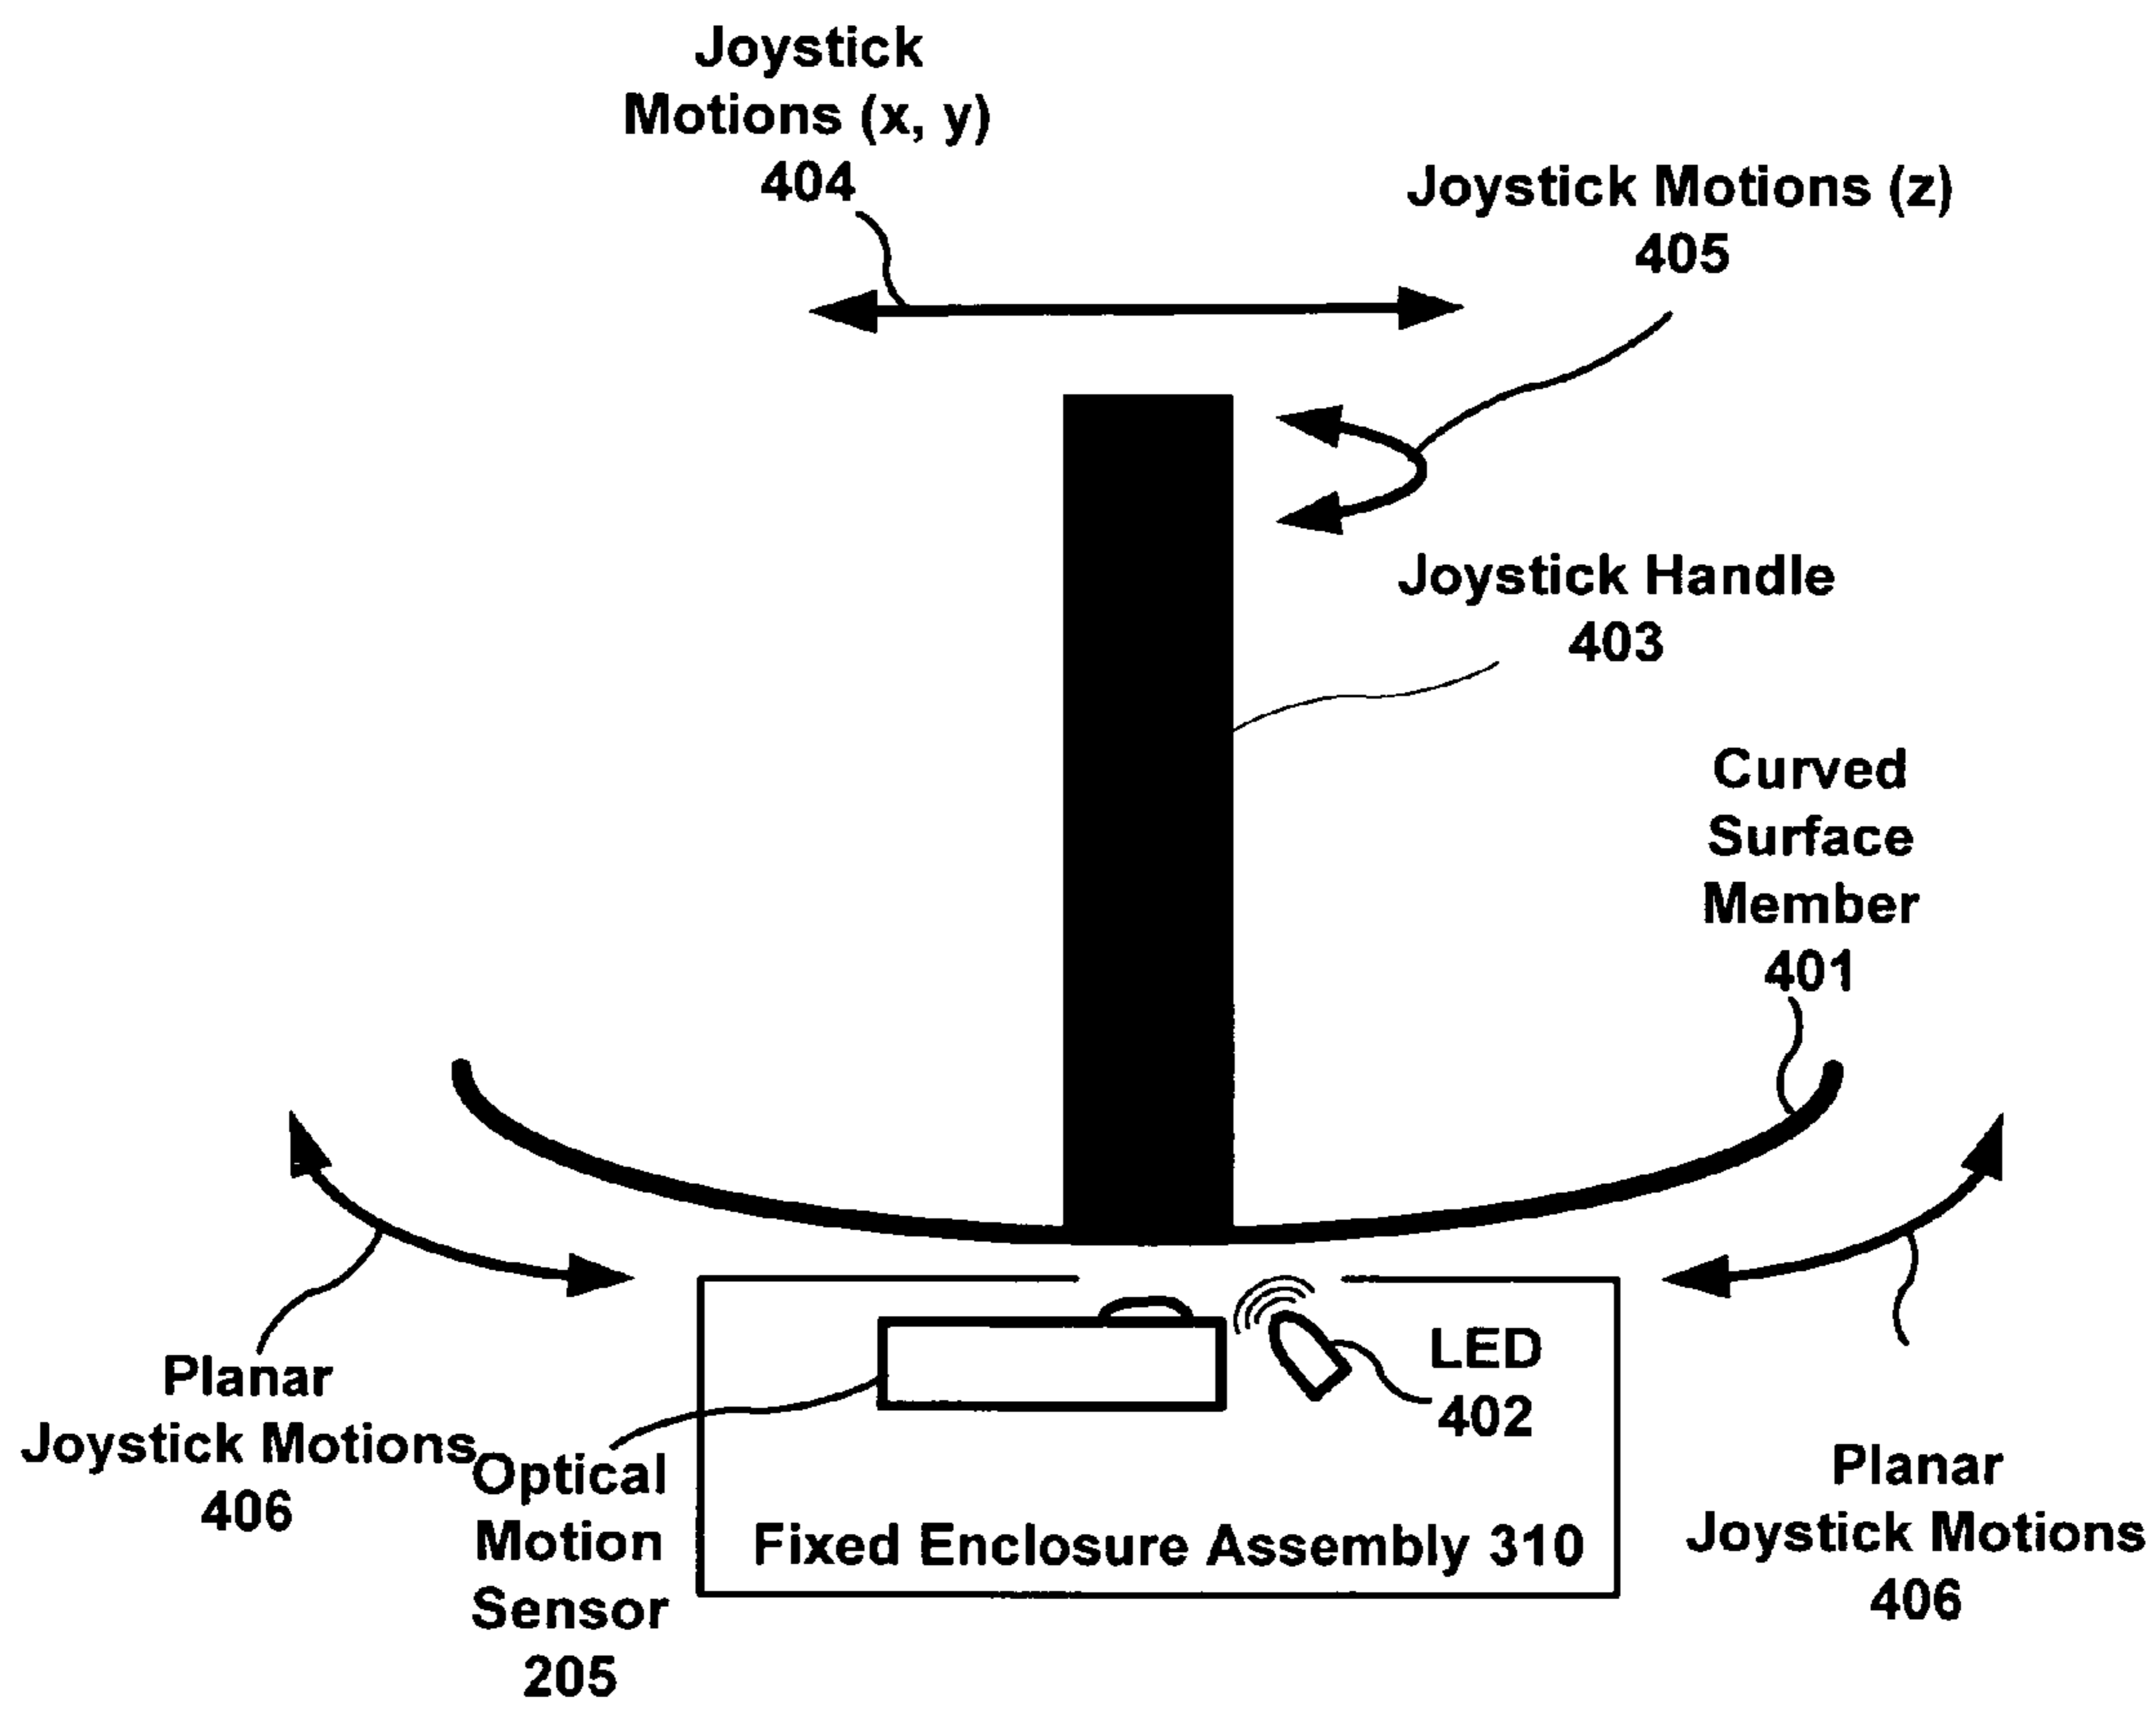 Joystick
Motions (x, y)
404
Joystick Motions (z)
405
Joystick Handle
403
Curved
Surface
Member
401
LED
402
Planar
Joystick Motions
406
Optical
Motion
Sensor
205
Fixed Enclosure Assembly 310
Planar
Joystick Motions
406